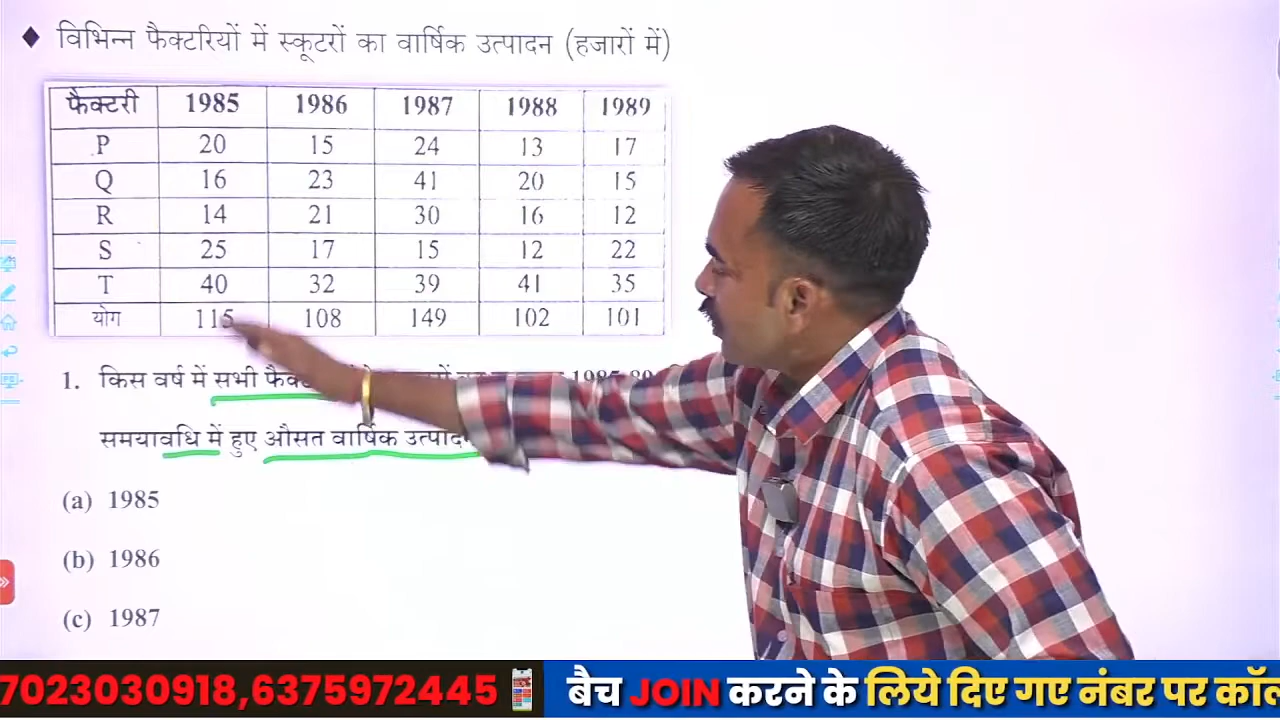 विभिन्न फैक्टरियों में स्कूटरों का वार्षिक उत्पादन (हजारों में)
फैक्टरी 1985 1986 1987 1988 1989
P 20 15 24 13 17
Q 16 23 41 20 15
R 14 21 30 16 12
S 25 17 15 12 22
T 40 32 39 41 35
योग 115 108 149 102 101
1. किस वर्ष में सभी
समयावधि में हुए औसत वार्षिक
(a) 1985
(b) 1986
(c) 1987
7023030918,6375972445 बैच JOIN करने के लिये दिए गए नंबर पर